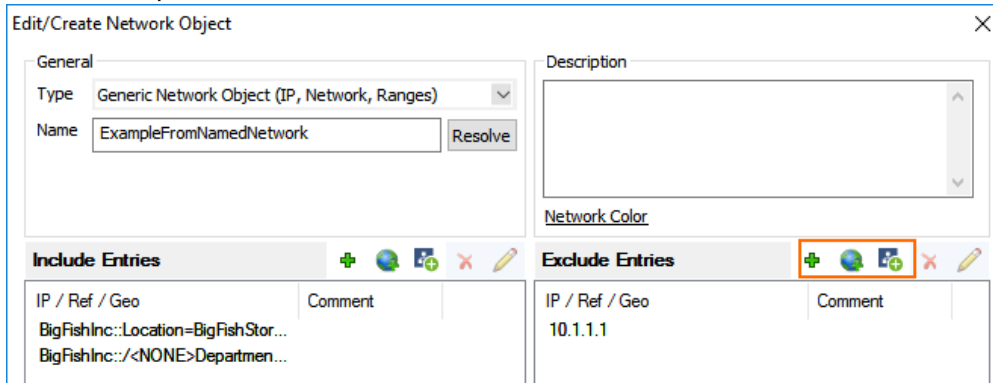 Edit/Create Network Object
General
Type Generic Network Object (IP, Network, Ranges)
Name ExampleFromNamedNetwork Resolve
Description
Network Color
Include Entries
IP / Ref / Geo Comment
BigFishInc::Location=BigFishStor...
BigFishInc::/<NONE>Departmen...
Exclude Entries
IP / Ref / Geo Comment
10.1.1.1